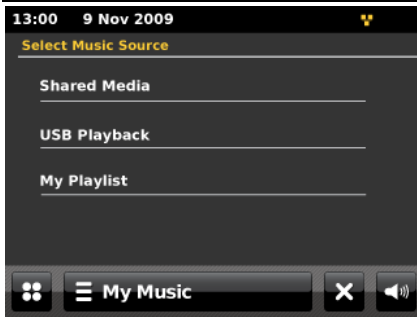 13:00 9 Nov 2009
Select Music Source
Shared Media
USB Playback
My Playlist
My Music